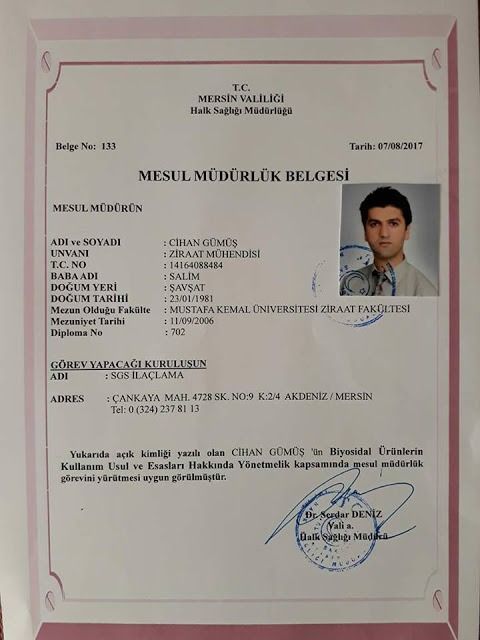 T.C.
MERSİN VALİLİĞİ
Halk Sağlığı Müdürlüğü
Belge No: 133 Tarih: 07/08/2017
MESUL MÜDÜRLÜK BELGESİ
MESUL MÜDÜRÜN
ADI ve SOYADI : CİHAN GÜMÜŞ
UNVANI : ZİRAAT MÜHENDİSİ
T.C. NO : 14164088484
BABA ADI : SALİM
DOĞUM YERİ : ŞAVŞAT
DOĞUM TARİHİ : 23/01/1981
Mezun Olduğu Fakülte : MUSTAFA KEMAL ÜNİVERSİTESİ ZİRAAT FAKÜLTESİ
Mezuniyet Tarihi : 11/09/2006
Diploma No : 702
GÖREV YAPACAĞI KURULUŞUN
ADI : SGS İLAÇLAMA
ADRES : ÇANKAYA MAH. 4728 SK. NO:9 K:2/4 AKDENİZ / MERSİN
Tel: 0 (324) 237 81 13
Yukarıda açık kimliği yazılı olan CİHAN GÜMÜŞ 'ün Biyosidal Ürünlerin
Kullanım Usul ve Esasları Hakkında Yönetmelik kapsamında mesul müdürlük
görevini yürütmesi uygun görülmüştür.
Dr. Serdar DENİZ
Vali a.
Halk Sağlığı Müdürü